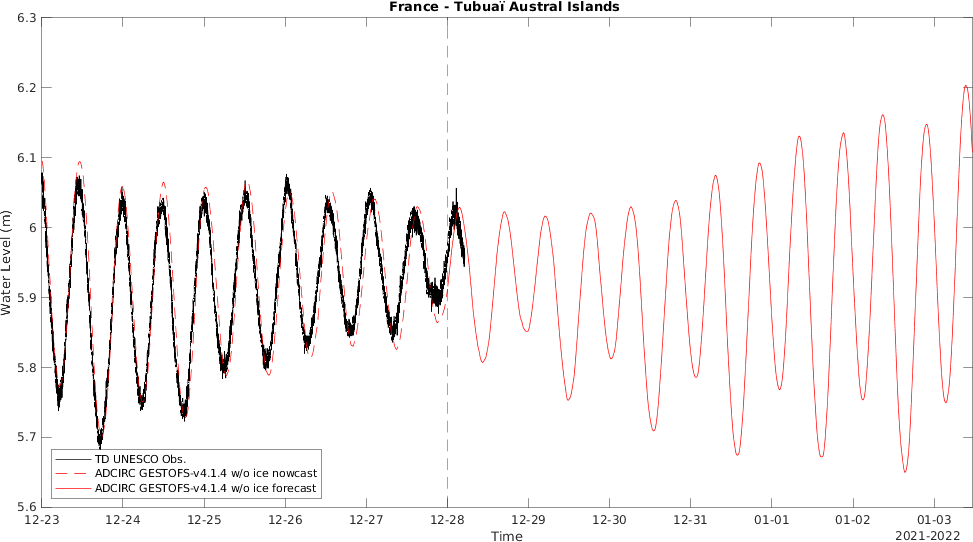 France - Tubuaï Austral Islands
6.3
6.2
6.1
6
5.9
5.8
5.7
5.6
Water Level (m)
TD UNESCO Obs.
ADCIRC GESTOFS-v4.1.4 w/o ice nowcast
ADCIRC GESTOFS-v4.1.4 w/o ice forecast
12-23 12-24 12-25 12-26 12-27 12-28 12-29 12-30 12-31 01-01 01-02 01-03
Time
2021-2022